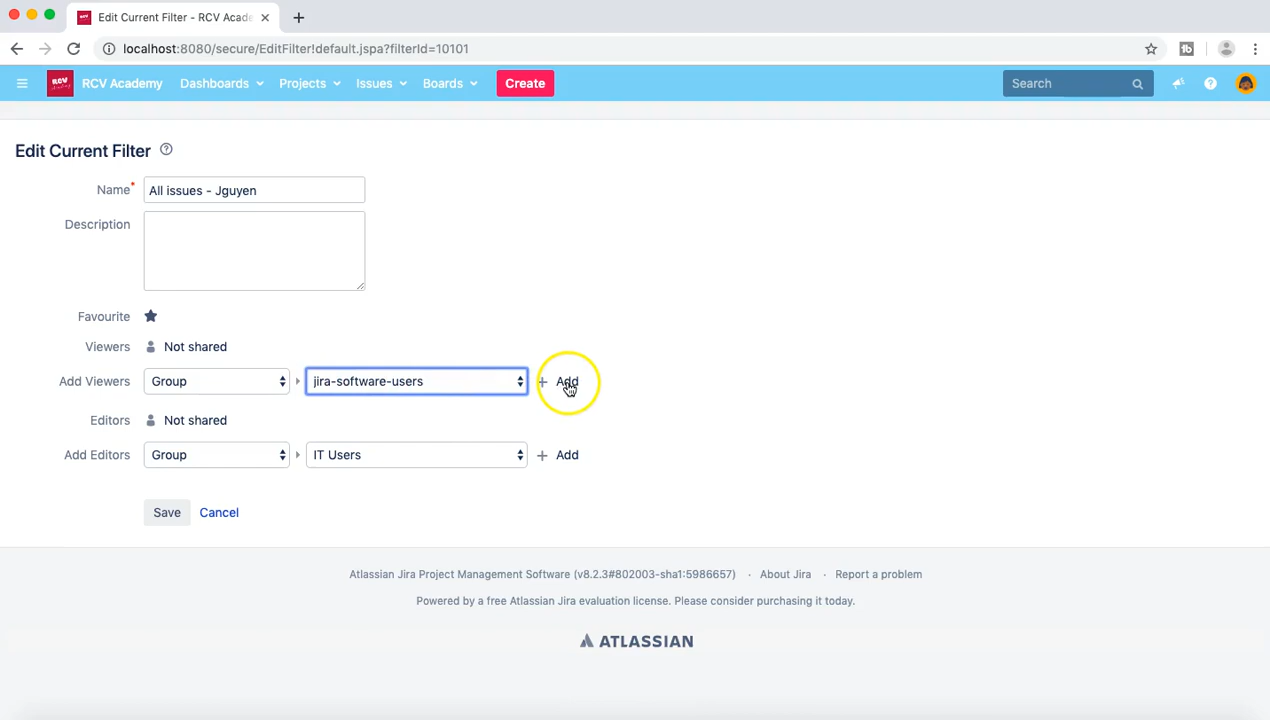 Edit Current Filter - RCV Acade
localhost:8080/secure/EditFilter!default.jspa?filterId=10101
RCV Academy Dashboards Projects Issues Boards Create Search
Edit Current Filter
Name* All issues - Jguyen
Description
Favourite
Viewers Not shared
Add Viewers Group jira-software-users + Add
Editors Not shared
Add Editors Group IT Users + Add
Save Cancel
Atlassian Jira Project Management Software (v8.2.3#802003-sha1:5986657) · About Jira · Report a problem
Powered by a free Atlassian Jira evaluation license. Please consider purchasing it today.
ATLASSIAN